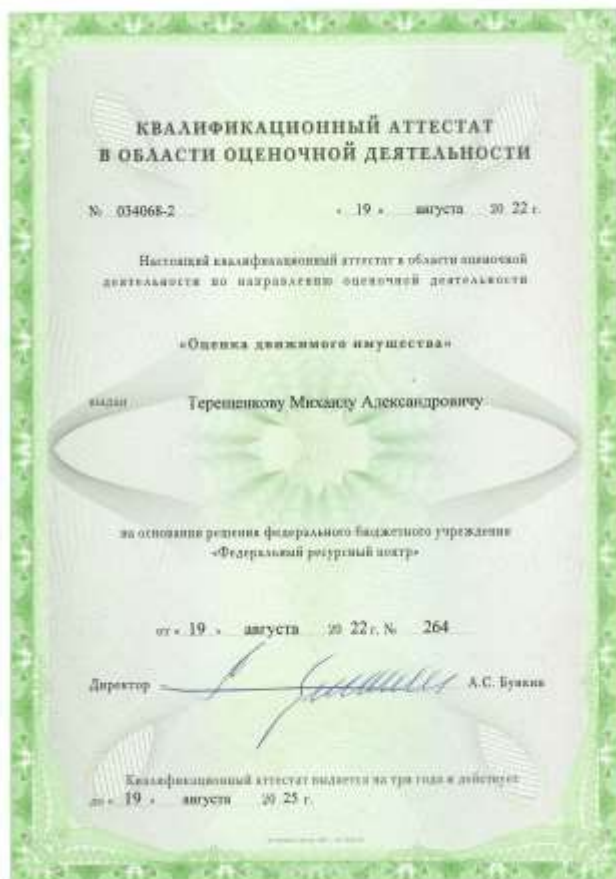 КВАЛИФИКАЦИОННЫЙ АТТЕСТАТ
В ОБЛАСТИ ОЦЕНОЧНОЙ ДЕЯТЕЛЬНОСТИ
№ 034068-2 « 19 » августа 20 22 г.
Настоящий квалификационный аттестат в области оценочной
деятельности по направлению оценочной деятельности
«Оценка движимого имущества»
выдан Терещенкову Михаилу Александровичу
на основании решения федерального бюджетного учреждения
«Федеральный ресурсный центр»
от « 19 » августа 20 22 г. № 264
Директор А.С. Бункин
Квалификационный аттестат выдается на три года и действует
до « 19 » августа 20 25 г.